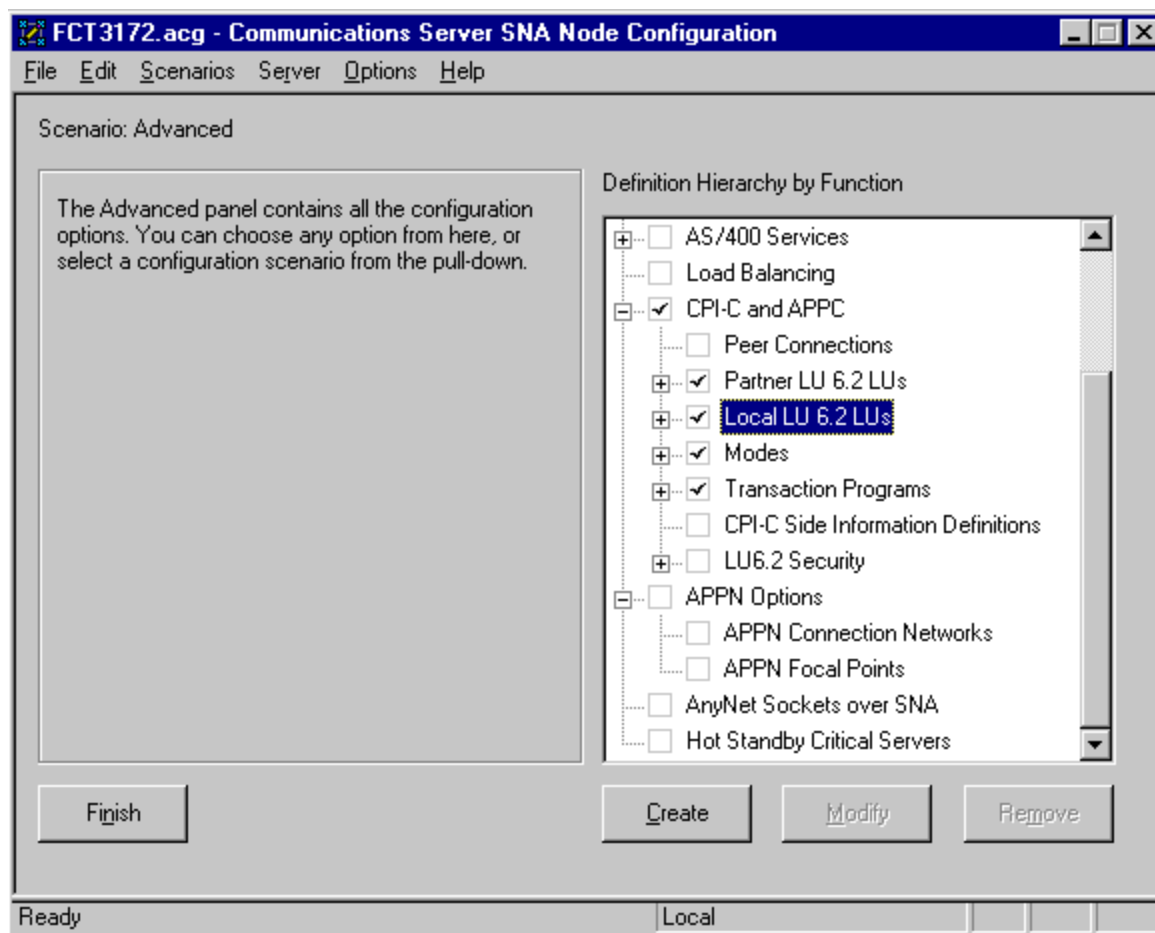 FCT3172.acg - Communications Server SNA Node Configuration
File Edit Scenarios Server Options Help
Scenario: Advanced
The Advanced panel contains all the configuration
options. You can choose any option from here, or
select a configuration scenario from the pull-down.
Definition Hierarchy by Function
AS/400 Services
Load Balancing
CPI-C and APPC
Peer Connections
Partner LU 6.2 LUs
Local LU 6.2 LUs
Modes
Transaction Programs
CPI-C Side Information Definitions
LU6.2 Security
APPN Options
APPN Connection Networks
APPN Focal Points
AnyNet Sockets over SNA
Hot Standby Critical Servers
Finish
Create
Modify
Remove
Ready
Local